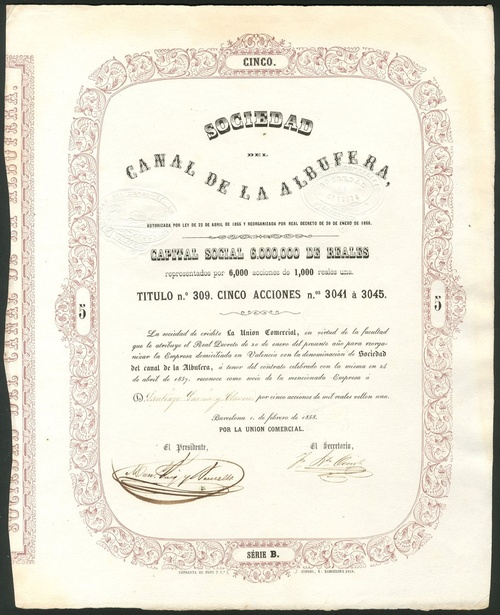 CINCO.
SOCIEDAD
DEL
CANAL DE LA ALBUFERA,
AUTORIZADA POR LEY DE 25 DE ABRIL DE 1855 Y REORGANIZADA POR REAL DECRETO DE 20 DE ENERO DE 1858.
CAPITAL SOCIAL 6.000,000 DE REALES
representados por 6,000 acciones de 1,000 reales una.
TITULO n.º 309. CINCO ACCIONES n.os 3041 á 3045.
La sociedad de crédito La Union Comercial, en virtud de la facultad
que le atribuye el Real Decreto de 20 de enero del presente año para reorga-
nizar la Empresa domiciliada en Valencia con la denominacion de Sociedad
del canal de la Albufera, á tenor del contrato celebrado con la misma en 24
de abril de 1857, reconoce como socio de la mencionada Empresa á
D. Santiago por cinco acciones de mil reales vellon una.
Barcelona 1.º febrero de 1858.
POR LA UNION COMERCIAL.
El Presidente,
El Secretario,
5
5
SÉRIE B.
SOCIEDAD DEL CANAL DE LA ALBUFERA.